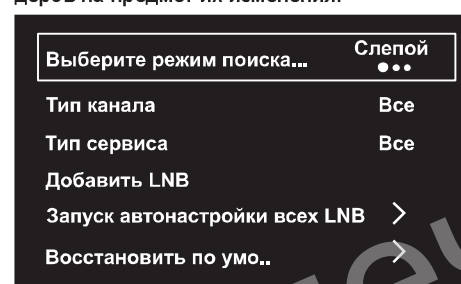 Выберите режим поиска... Слепой
Тип канала Все
Тип сервиса Все
Добавить LNB
Запуск автонастройки всех LNB >
Восстановить по умо.. >